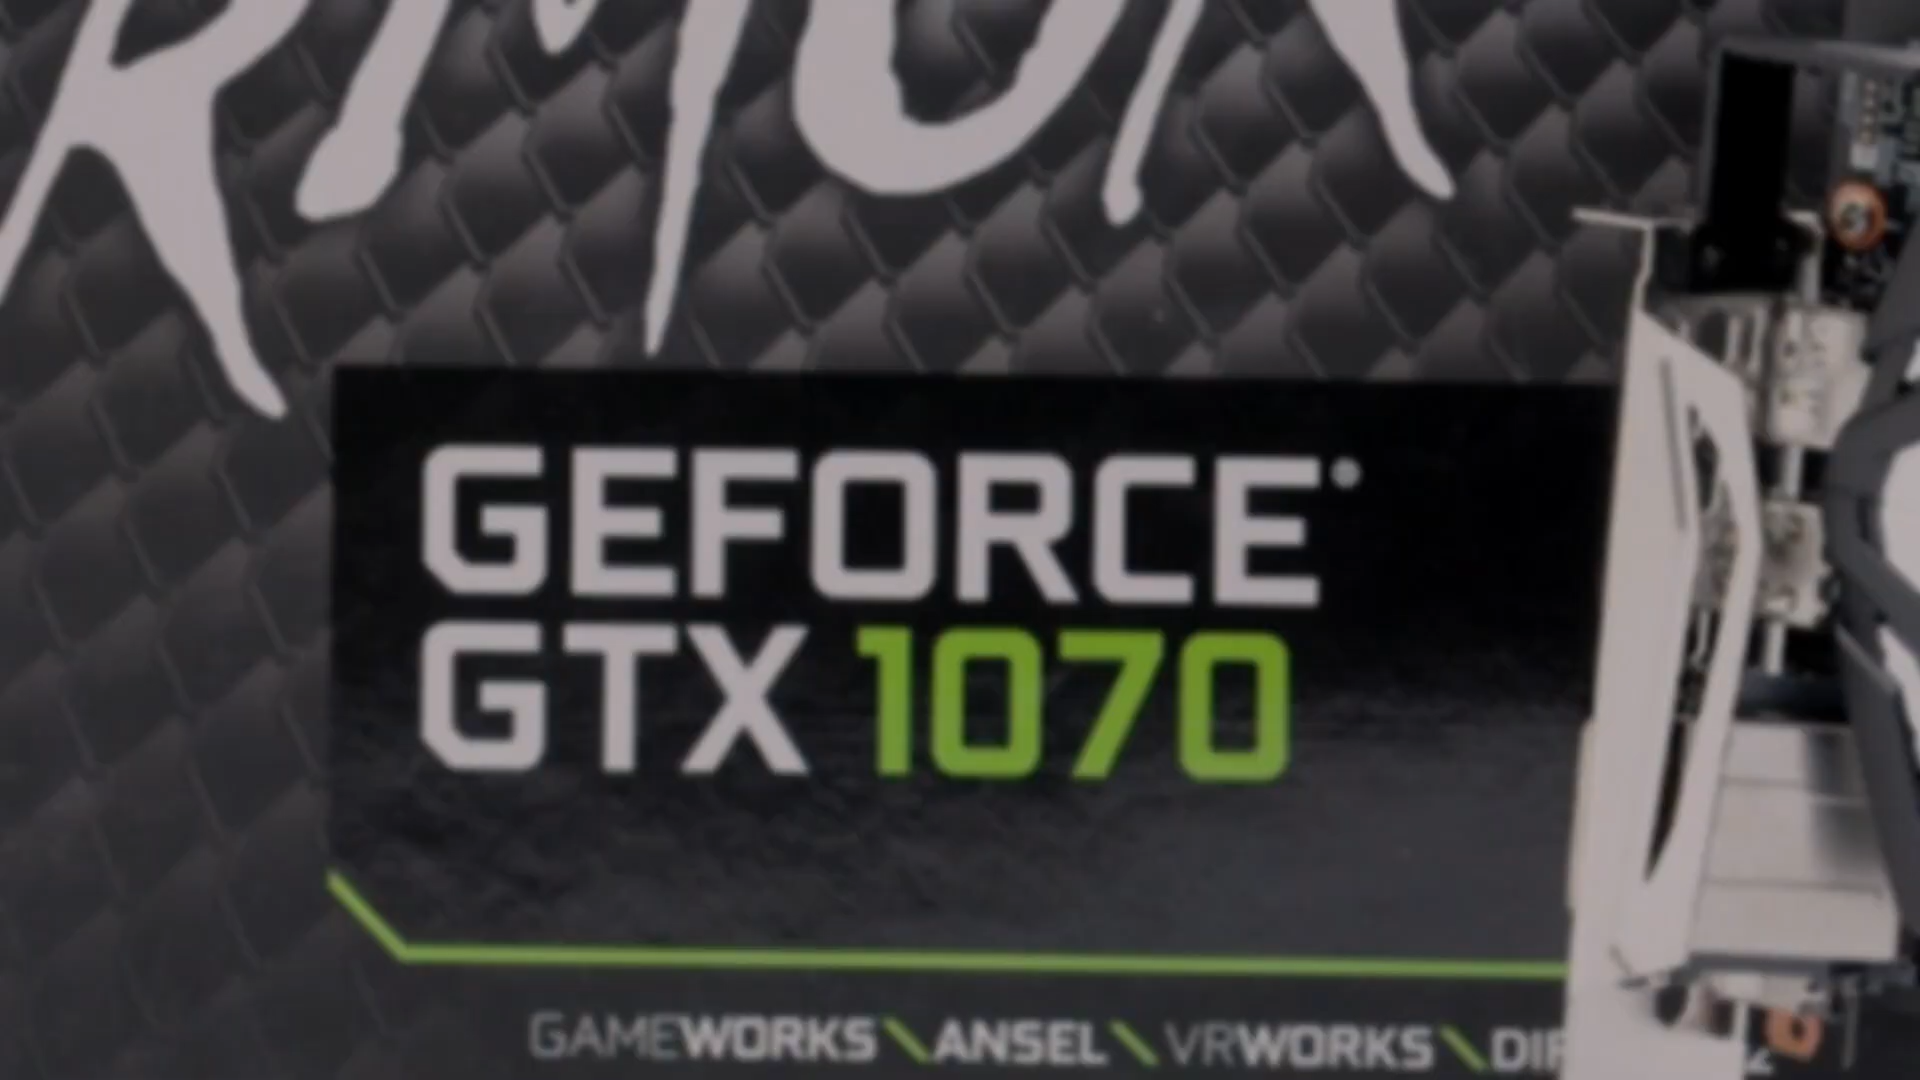 GEFORCE
GTX 1070
GAMEWORKS \ ANSEL \ VRWORKS \